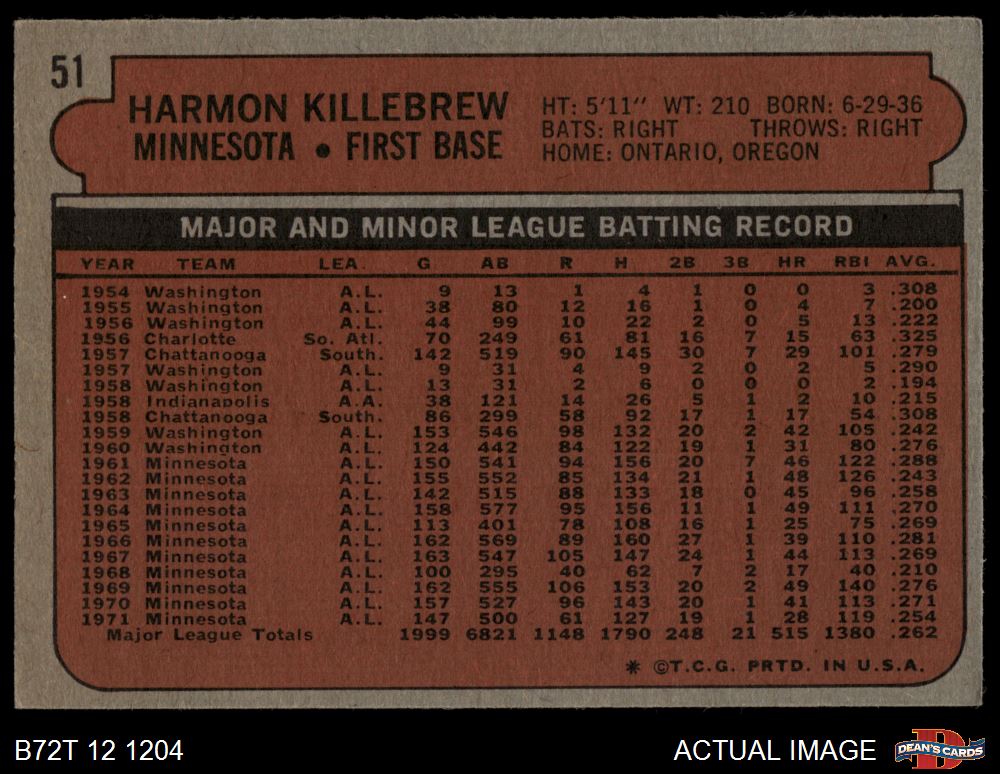 51
HARMON KILLEBREW
MINNESOTA • FIRST BASE
HT: 5'11" WT: 210 BORN: 6-29-36
BATS: RIGHT THROWS: RIGHT
HOME: ONTARIO, OREGON
MAJOR AND MINOR LEAGUE BATTING RECORD
YEAR TEAM LEA. G AB R H 2B 3B HR RBI AVG.
1954 Washington A.L. 9 13 1 4 1 0 0 3 .308
1955 Washington A.L. 38 80 12 16 1 0 4 7 .200
1956 Washington A.L. 44 99 10 22 2 0 5 13 .222
1956 Charlotte So. Atl. 70 249 61 81 16 7 15 63 .325
1957 Chattanooga South. 142 519 90 145 30 7 29 101 .279
1957 Washington A.L. 9 31 4 9 2 0 2 5 .290
1958 Washington A.L. 13 31 2 6 0 0 0 2 .194
1958 Indianapolis A.A. 38 121 14 26 5 1 2 10 .215
1958 Chattanooga South. 86 299 58 92 17 1 17 54 .308
1959 Washington A.L. 153 546 98 132 20 2 42 105 .242
1960 Washington A.L. 124 442 84 122 19 1 31 80 .276
1961 Minnesota A.L. 150 541 94 156 20 7 46 122 .288
1962 Minnesota A.L. 155 552 85 134 21 1 48 126 .243
1963 Minnesota A.L. 142 515 88 133 18 0 45 96 .258
1964 Minnesota A.L. 158 577 95 156 11 1 49 111 .270
1965 Minnesota A.L. 113 401 78 108 16 1 25 75 .269
1966 Minnesota A.L. 162 569 89 160 27 1 39 110 .281
1967 Minnesota A.L. 163 547 105 147 24 1 44 113 .269
1968 Minnesota A.L. 100 295 40 62 7 2 17 40 .210
1969 Minnesota A.L. 162 555 106 153 20 2 49 140 .276
1970 Minnesota A.L. 157 527 96 143 20 1 41 113 .271
1971 Minnesota A.L. 147 500 61 127 19 1 28 119 .254
Major League Totals 1999 6821 1148 1790 248 21 515 1380 .262
* ©T.C.G. PRTD. IN U.S.A.
B72T 12 1204
ACTUAL IMAGE
DEAN'S CARDS